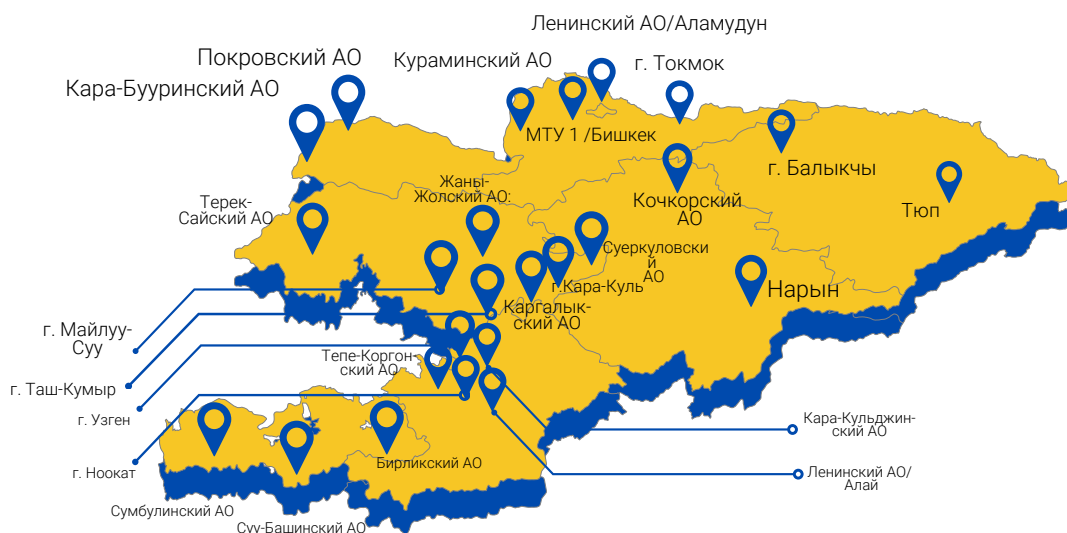 Ленинский АО/Аламудун
Покровский АО
Кураминский АО
г. Токмок
Кара-Бууринский АО
МТУ 1 /Бишкек
г. Балыкчы
Жаны-
Жолский АО:
Кочкорский
АО
Терек-
Сайский АО
Тюп
Суеркуловски
й АО
г.Кара-Куль
Нарын
Каргалык-
ский АО
г. Майлуу-
Суу
Тепе-Коргон-
ский АО
г. Таш-Кумыр
г. Узген
Кара-Кульджин-
ский АО
г. Ноокат
Бирликский АО
Ленинский АО/
Алай
Сумбулинский АО
Суу-Башинский АО